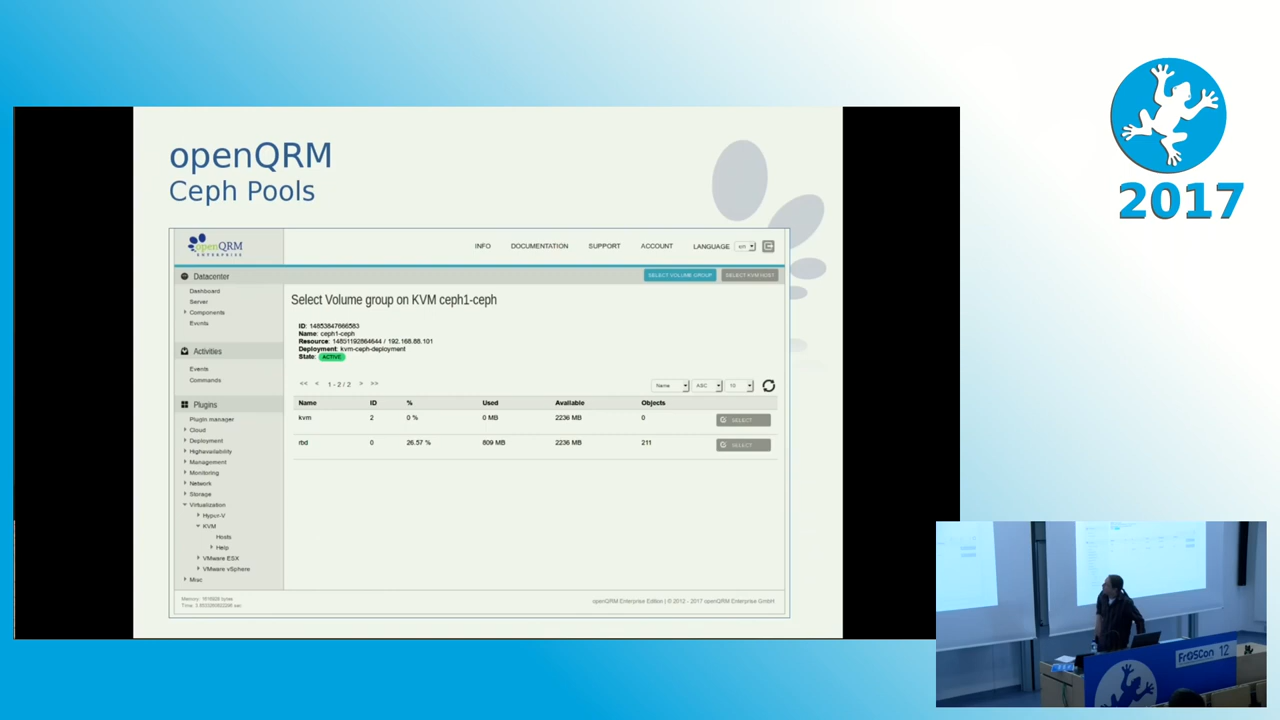 openQRM
Ceph Pools
openQRM
ENTERPRISE
INFO DOCUMENTATION SUPPORT ACCOUNT LANGUAGE en
SELECT VOLUME GROUP SELECT KVM HOST
Datacenter
Dashboard
Server
Components
Events
Activities
Events
Commands
Plugins
Plugin manager
Cloud
Deployment
Highavailability
Management
Monitoring
Network
Storage
Virtualization
Hyper-V
KVM
Hosts
Help
VMware ESX
VMware vSphere
Misc
Select Volume group on KVM ceph1-ceph
ID: 14853847666583
Name: ceph1-ceph
Resource: 14851192864644 / 192.168.88.101
Deployment: kvm-ceph-deployment
State: ACTIVE
<< < 1 - 2 / 2 > >>
Name ASC 10
Name ID % Used Available Objects
kvm 2 0 % 0 MB 2236 MB 0 SELECT
rbd 0 26.57 % 809 MB 2236 MB 211 SELECT
openQRM Enterprise Edition | © 2012 - 2017 openQRM Enterprise GmbH
2017
FrOSCon 12